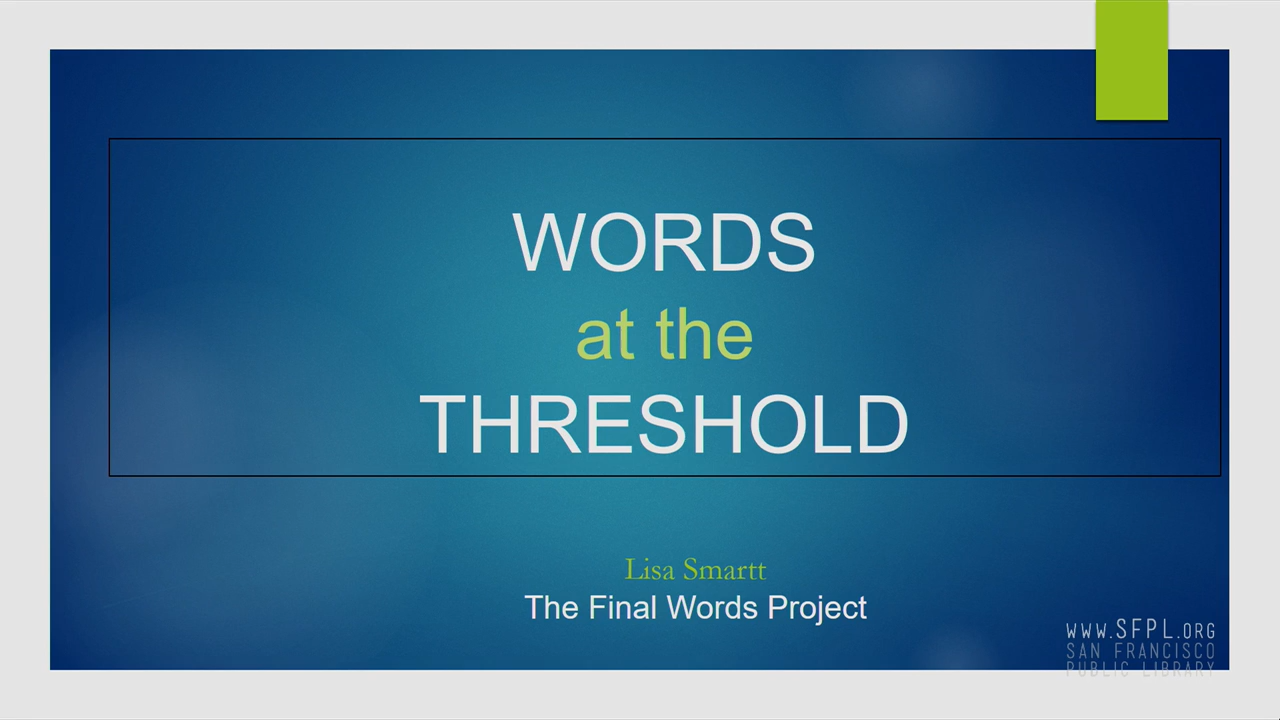 WORDS
at the
THRESHOLD
Lisa Smartt
The Final Words Project
WWW.SFPL.ORG
SAN FRANCISCO
PUBLIC LIBRARY